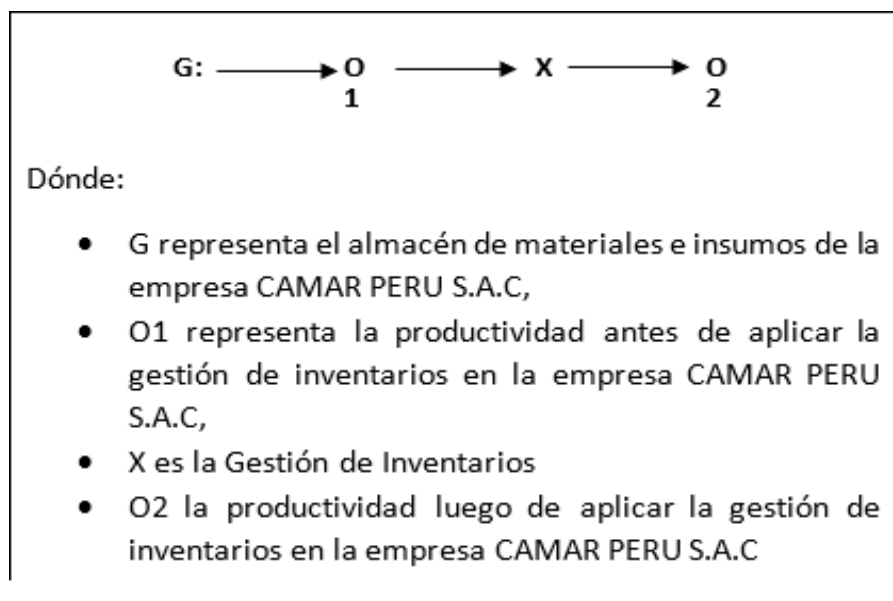 G: O X O
1 2
Dónde:
• G representa el almacén de materiales e insumos de la
empresa CAMAR PERU S.A.C,
• O1 representa la productividad antes de aplicar la
gestión de inventarios en la empresa CAMAR PERU
S.A.C,
• X es la Gestión de Inventarios
• O2 la productividad luego de aplicar la gestión de
inventarios en la empresa CAMAR PERU S.A.C